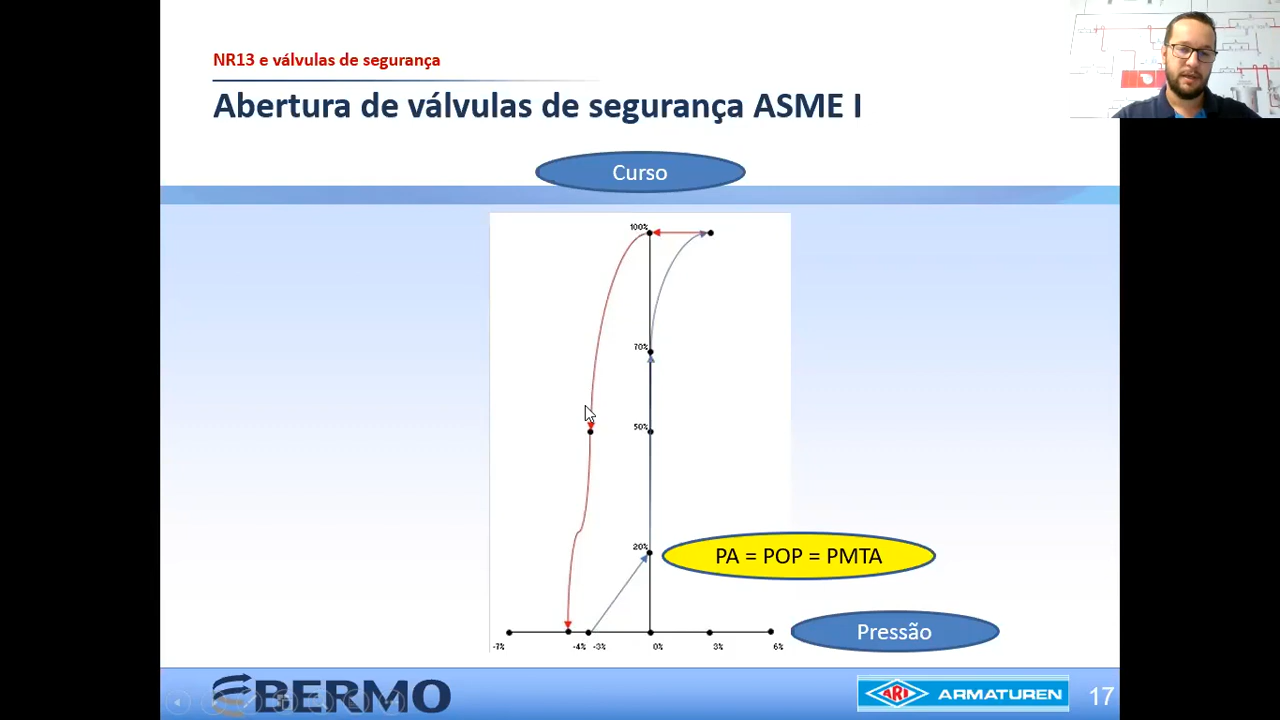 NR13 e válvulas de segurança
Abertura de válvulas de segurança ASME I
Curso
100%
70%
50%
20%
PA = POP = PMTA
Pressão
-7%
-4%
-3%
0%
3%
6%
BERMO
ARI ARMATUREN
17